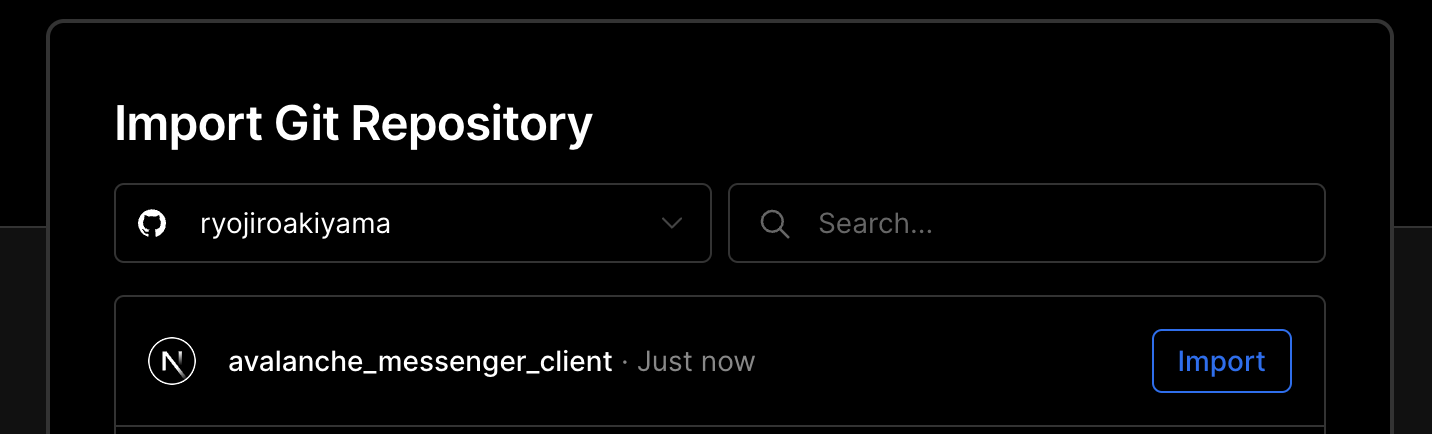 Import Git Repository
ryojiroakiyama
Search...
avalanche_messenger_client · Just now
Import